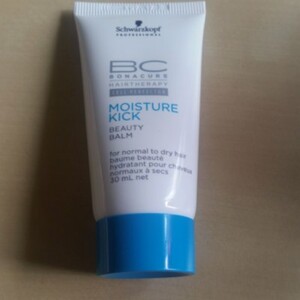 Schwarzkopf
PROFESSIONAL
BC
BONACURE
HAIRTHERAPY
MOISTURE
KICK
BEAUTY
BALM
for normal to dry hair
baume beauté
hydratant pour cheveux
normaux à secs
30 mL net